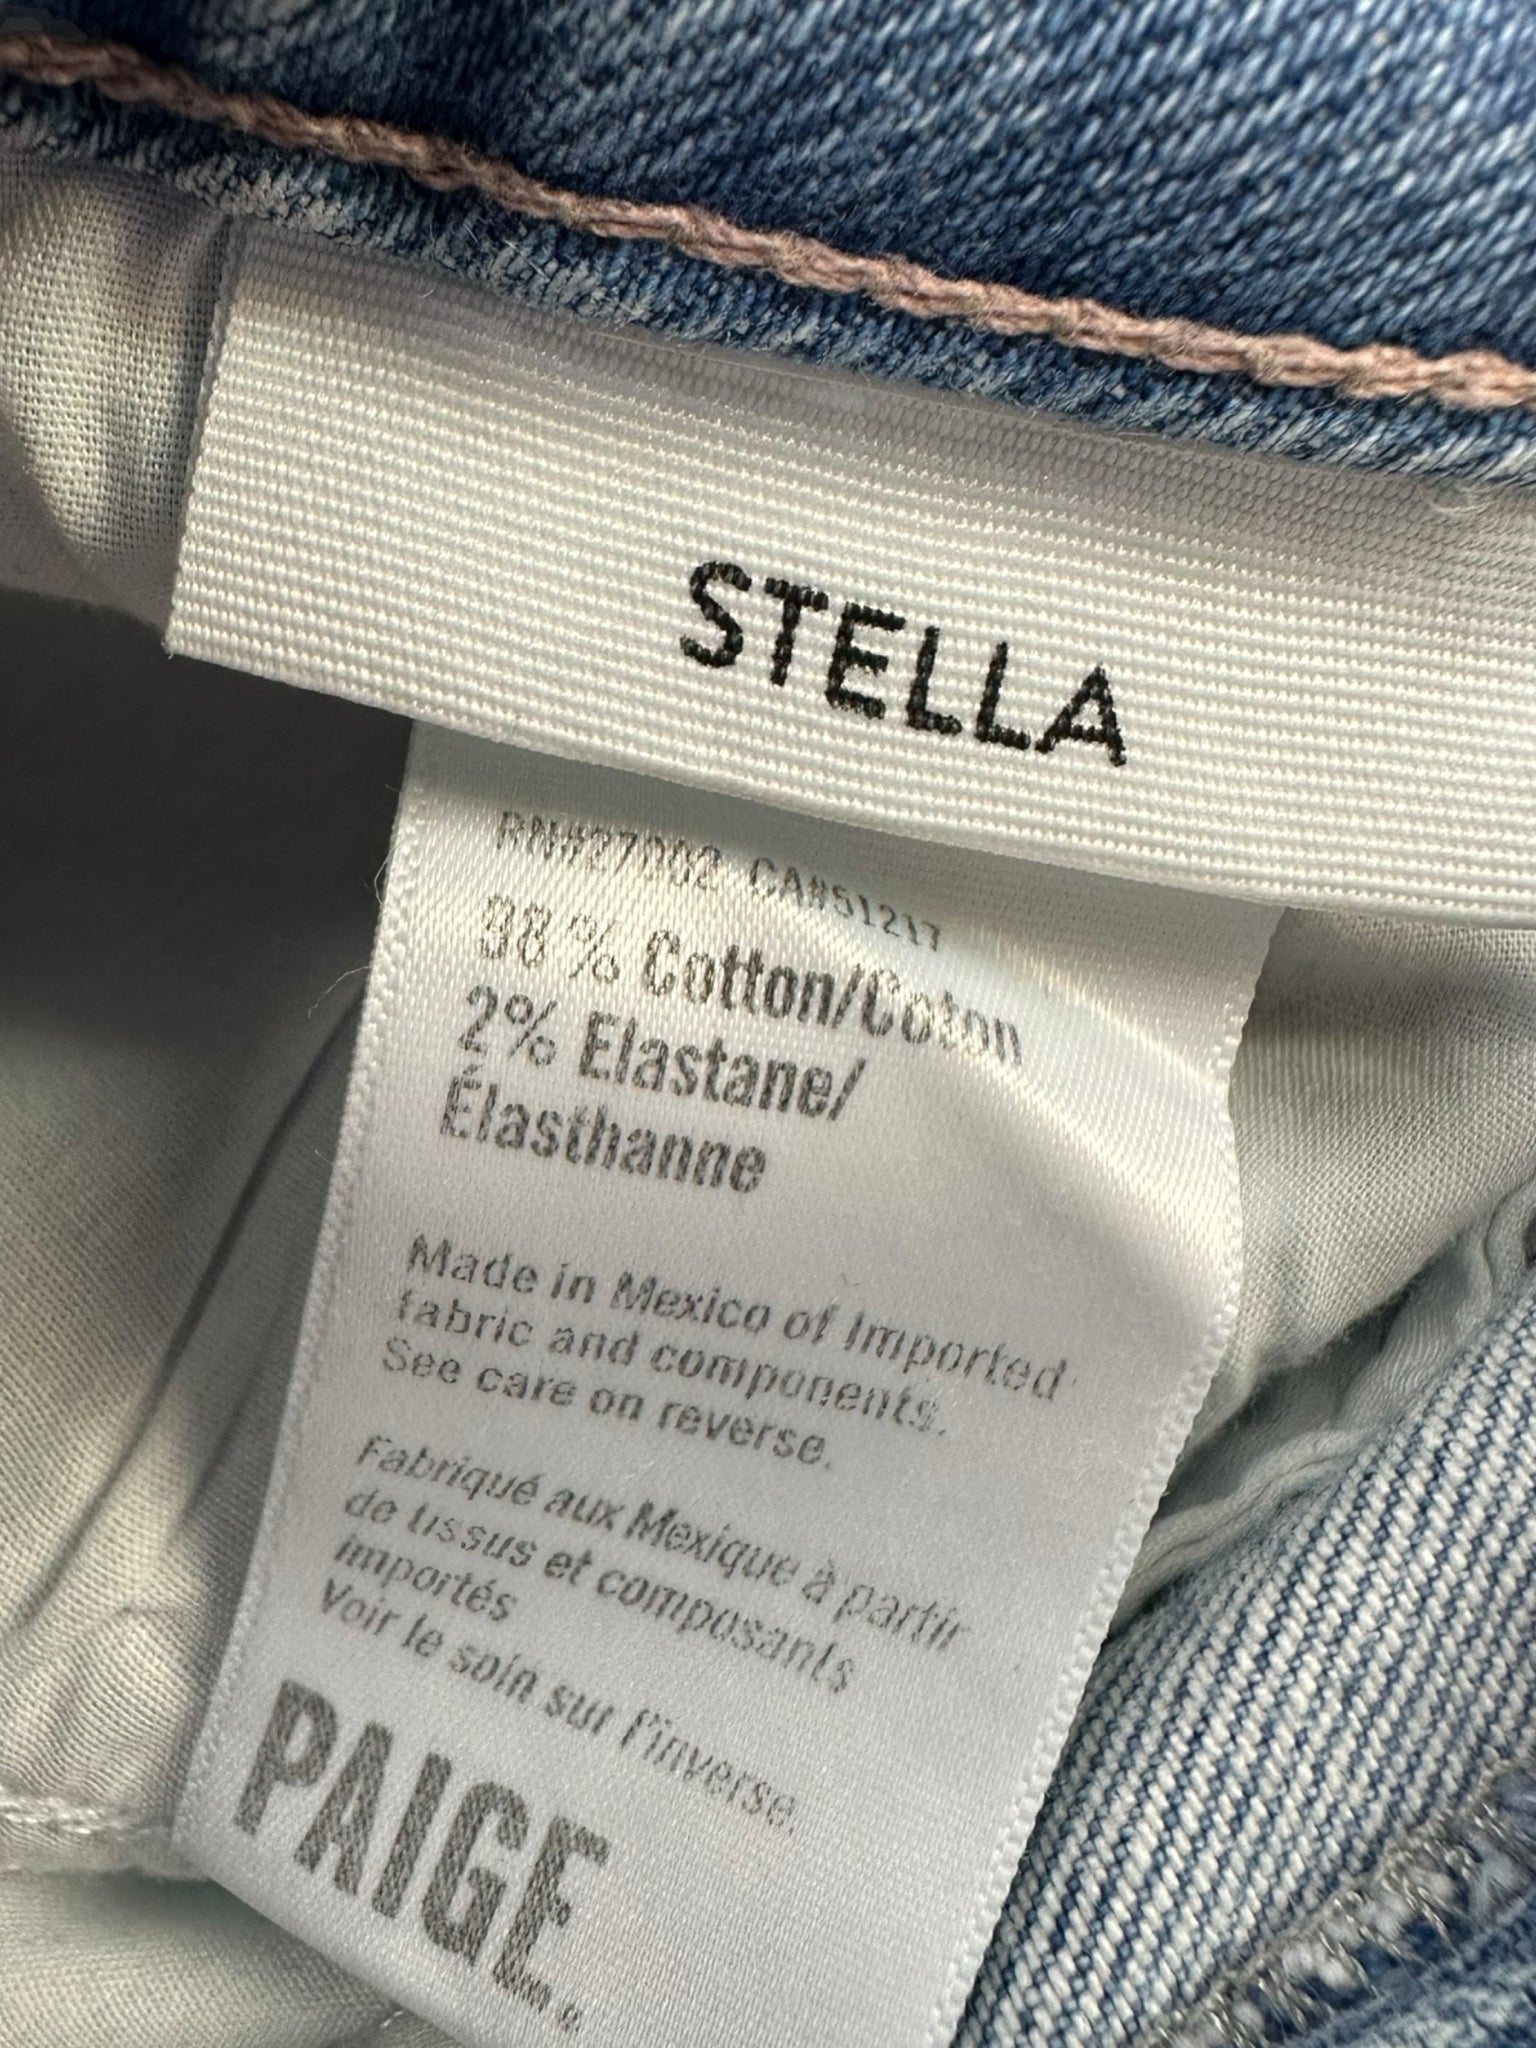 STELLA
RN#27002 CA#51217
98% Cotton/Coton
2% Elastane/
Élasthanne
Made in Mexico of Imported
fabric and components.
See care on reverse.
Fabriqué aux Mexique à partir
de tissus et composants
importés
Voir le soin sur l'inverse.
PAIGE.